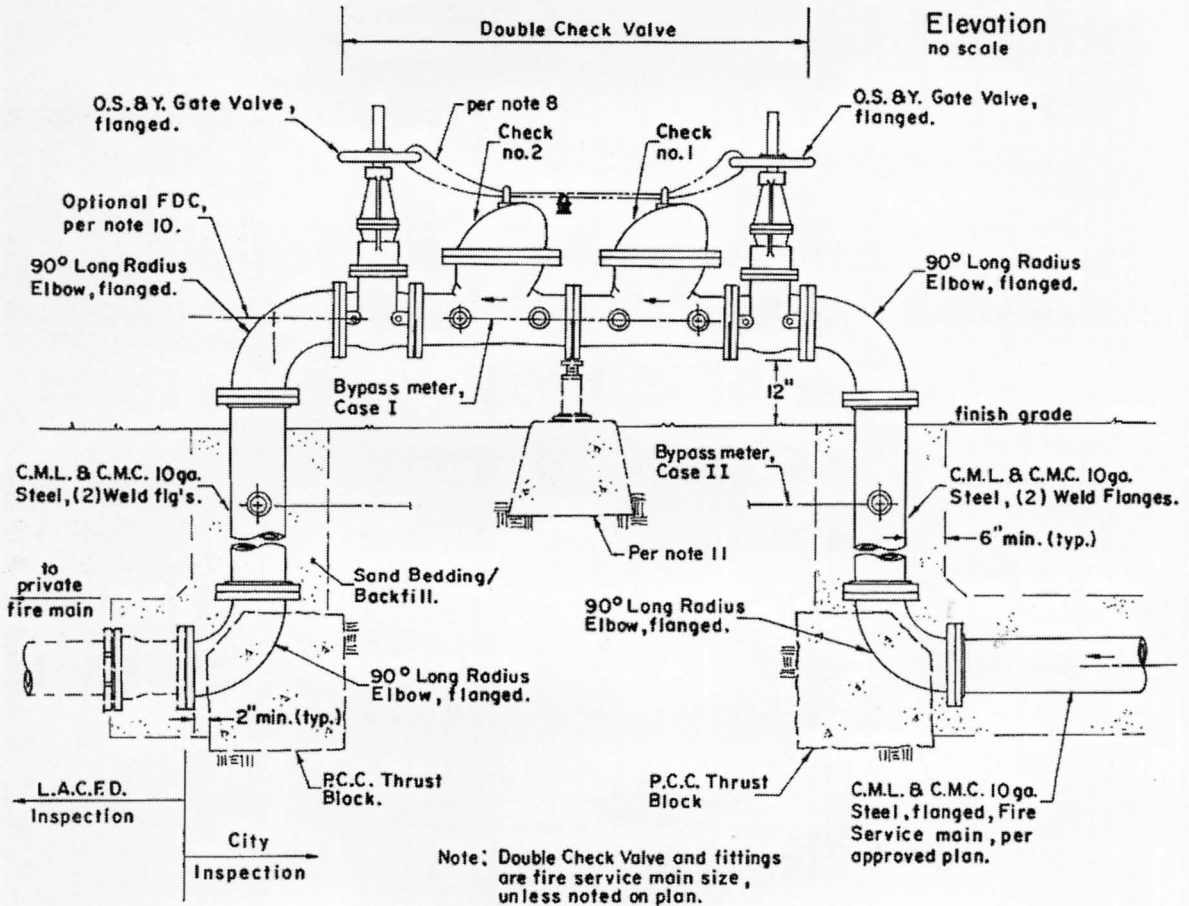 Elevation
no scale
Double Check Valve
O.S.&Y. Gate Valve,
flanged.
per note 8
Check
no.2
Check
no.1
O.S.&Y. Gate Valve,
flanged.
Optional FDC,
per note 10.
90° Long Radius
Elbow, flanged.
90° Long Radius
Elbow, flanged.
Bypass meter,
Case I
12"
finish grade
C.M.L. & C.M.C. 10ga.
Steel, (2) Weld flg's.
Bypass meter,
Case II
C.M.L. & C.M.C. 10ga.
Steel, (2) Weld Flanges.
Per note 11
6" min. (typ.)
to
private
fire main
Sand Bedding/
Backfill.
90° Long Radius
Elbow, flanged.
90° Long Radius
Elbow, flanged.
2" min. (typ.)
P.C.C. Thrust
Block.
P.C.C. Thrust
Block
C.M.L. & C.M.C. 10ga.
Steel, flanged, Fire
Service main, per
approved plan.
L.A.C.F.D.
Inspection
City
Inspection
Note: Double Check Valve and fittings
are fire service main size,
unless noted on plan.